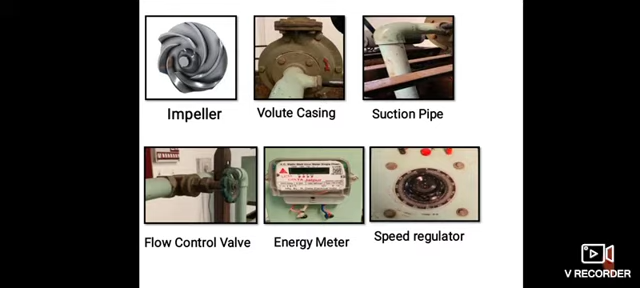 Impeller
Volute Casing
Suction Pipe
Flow Control Valve
Energy Meter
Speed regulator
V RECORDER